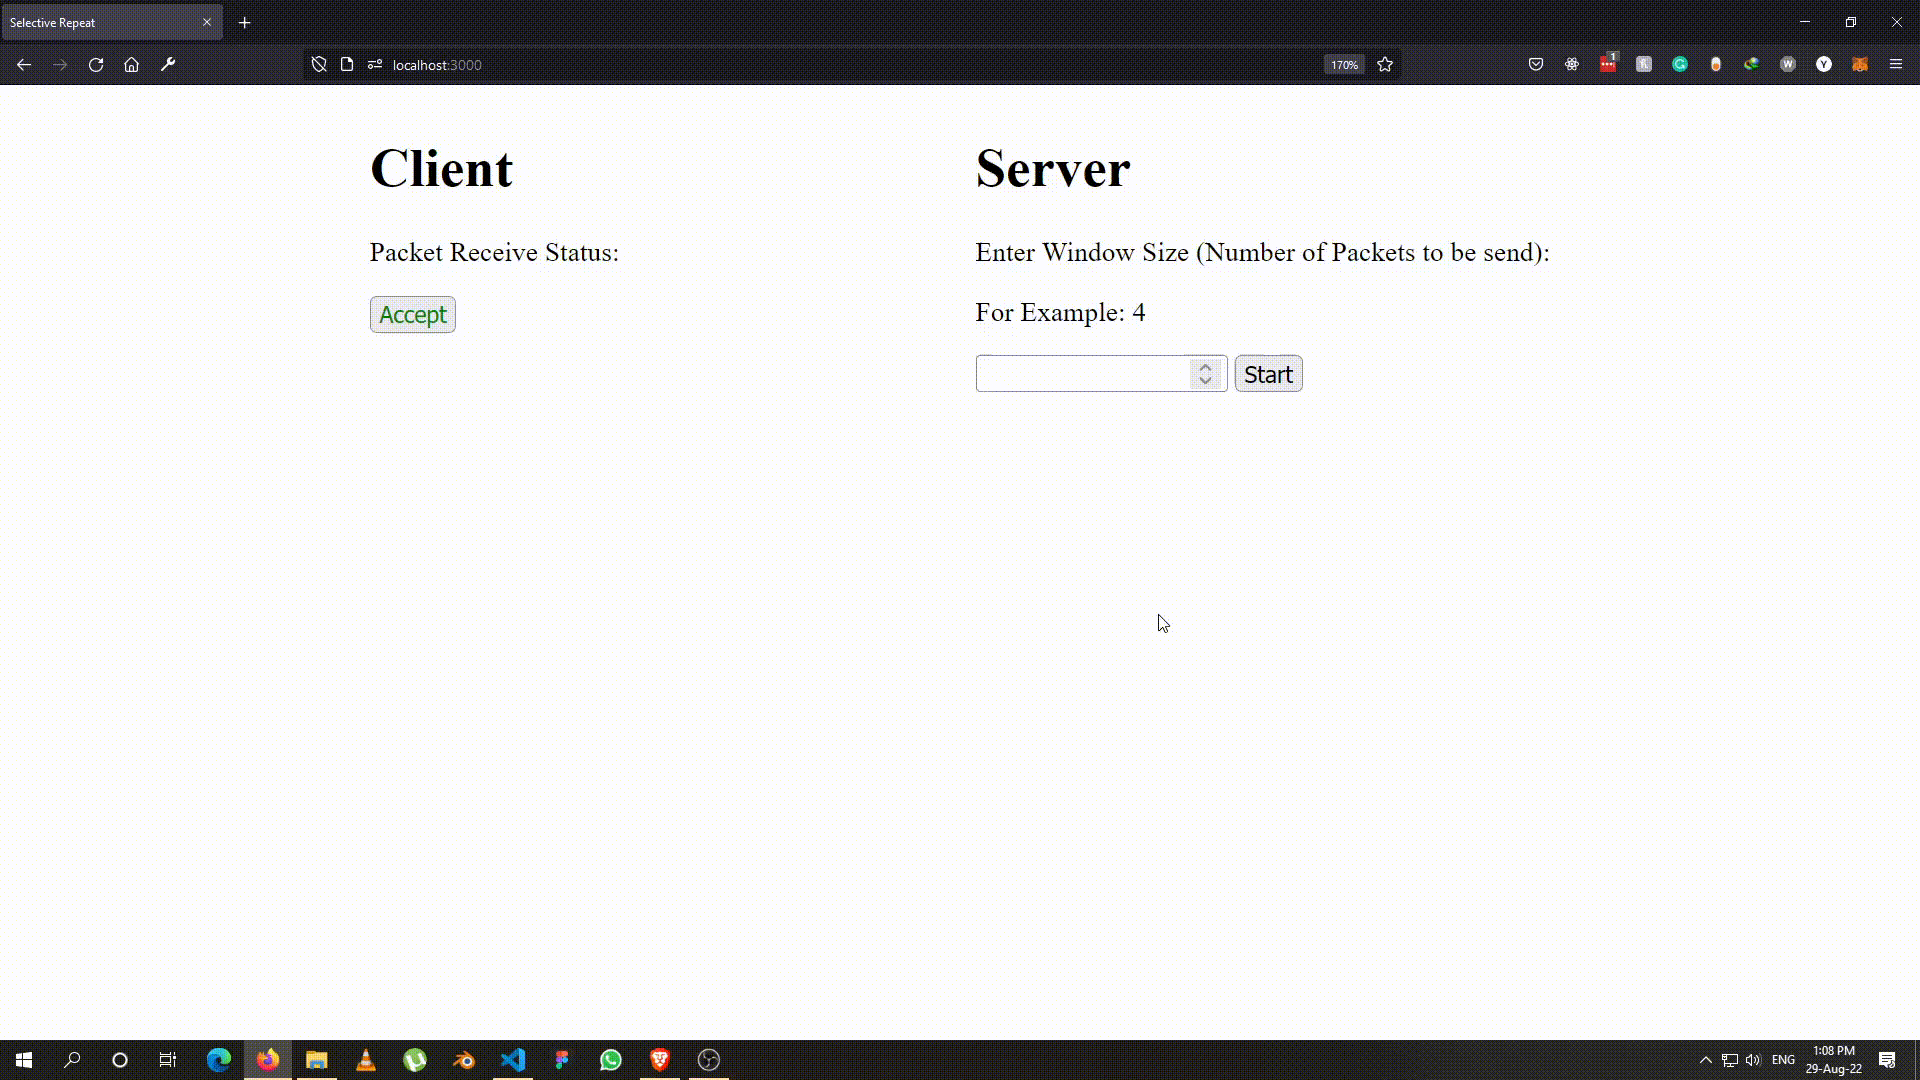 Selective Repeat
localhost:3000
170%
1
W
Y
Client
Server
Packet Receive Status:
Enter Window Size (Number of Packets to be send):
Accept
For Example: 4
Start
ENG
1:08 PM
29-Aug-22